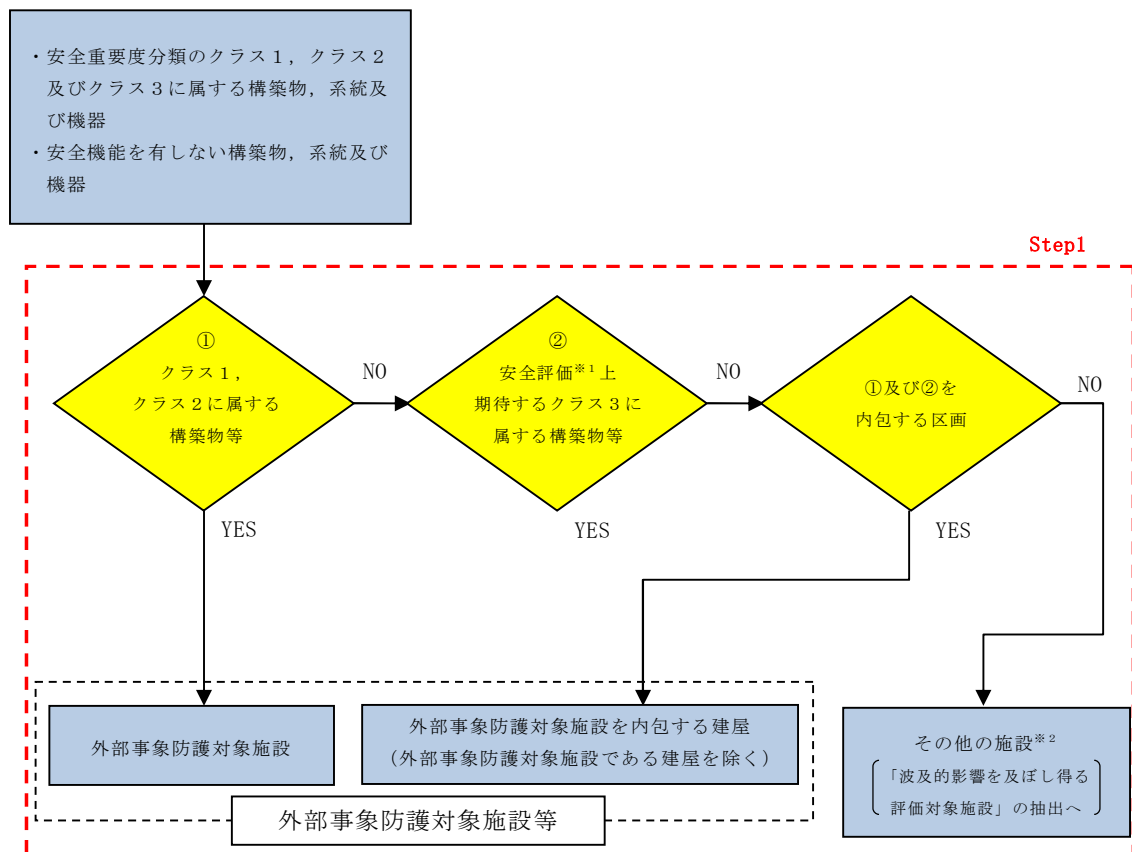 ・安全重要度分類のクラス１，クラス２
及びクラス３に属する構築物，系統及
び機器
・安全機能を有しない構築物，系統及び
機器
Step1
①
クラス１，
クラス２に属する
構築物等
NO
②
安全評価※１上
期待するクラス３に
属する構築物等
NO
①及び②を
内包する区画
NO
YES
YES
YES
外部事象防護対象施設
外部事象防護対象施設を内包する建屋
（外部事象防護対象施設である建屋を除く）
外部事象防護対象施設等
その他の施設※２
「波及的影響を及ぼし得る
評価対象施設」の抽出へ